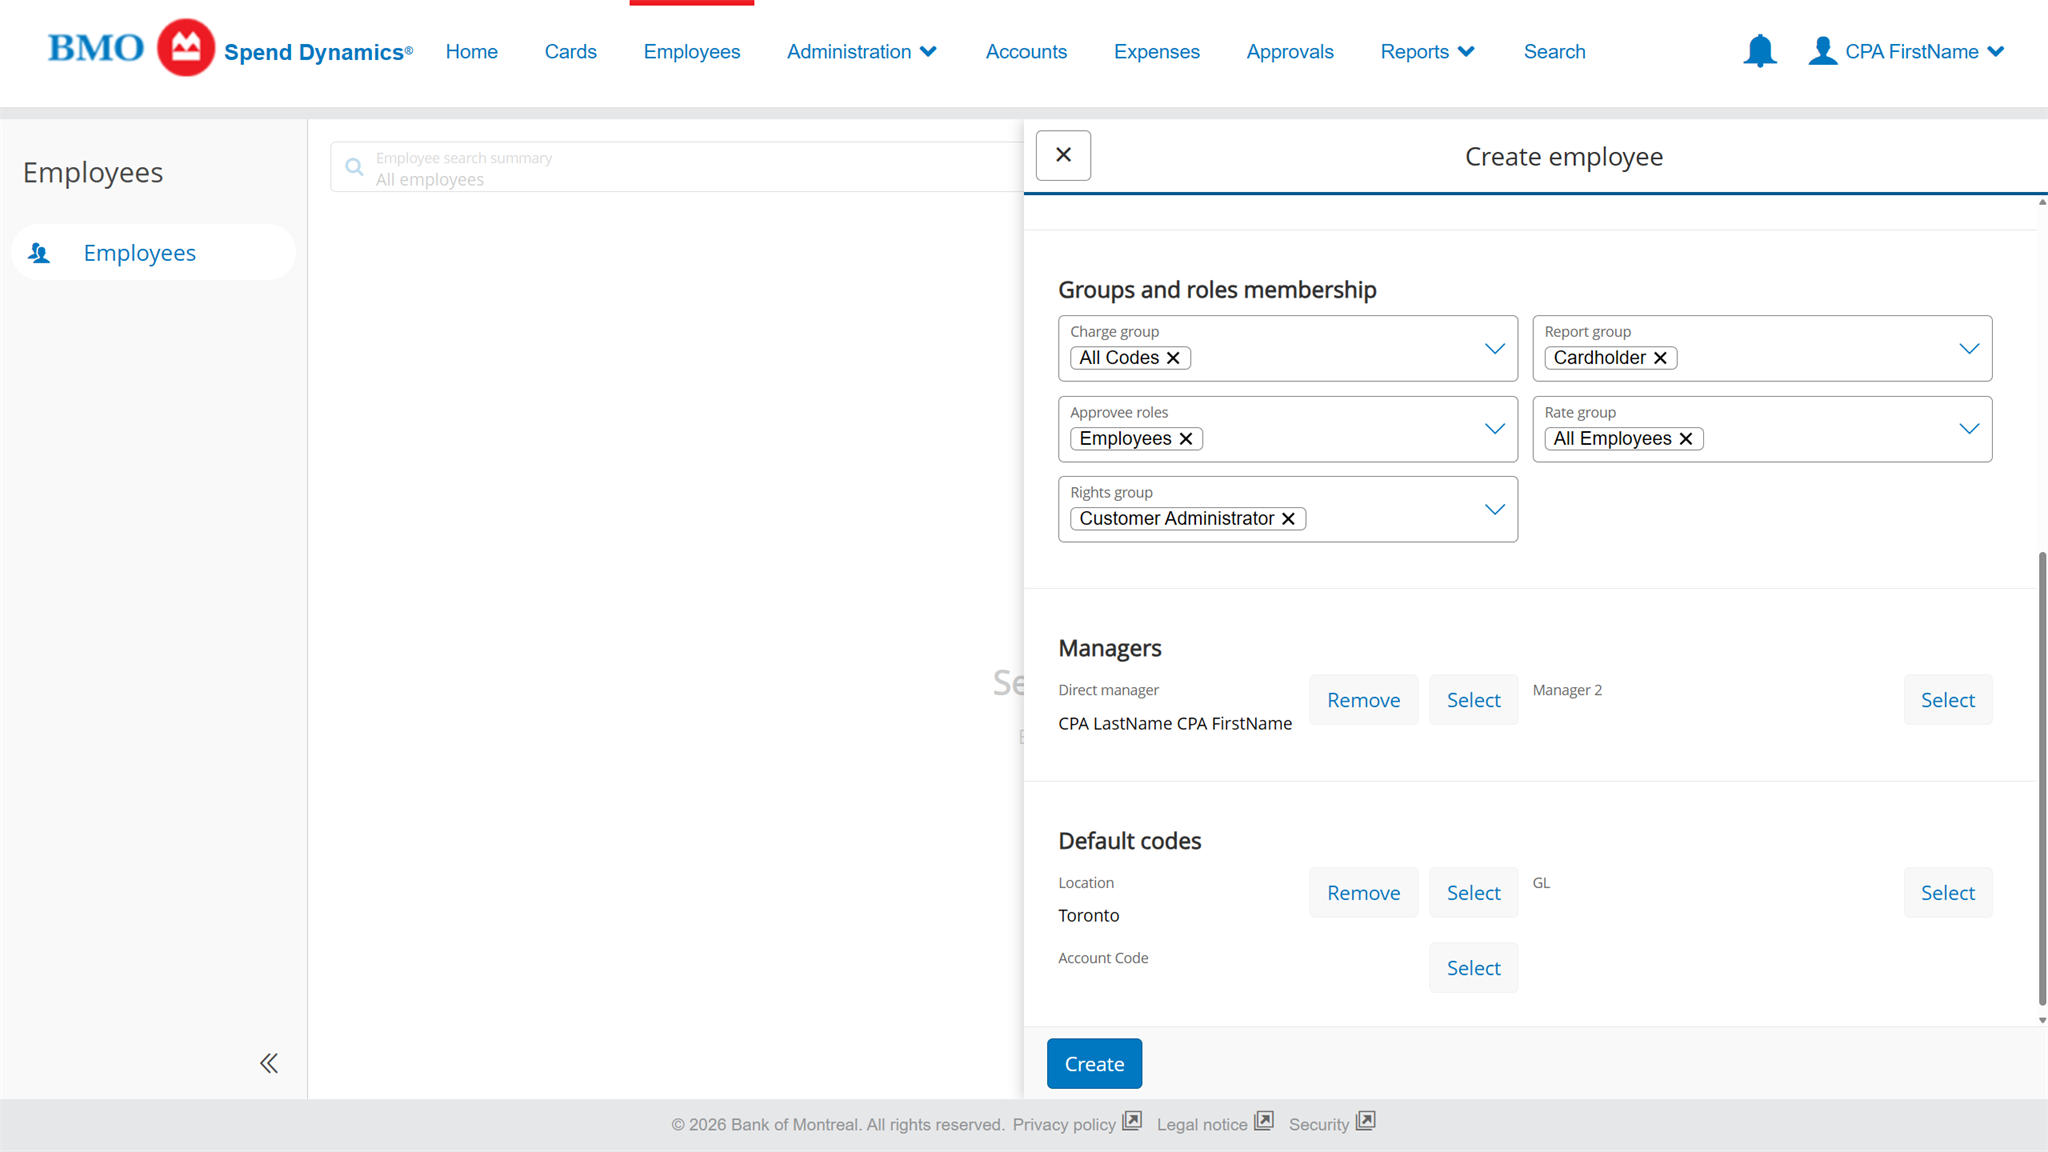 BMO Spend Dynamics® Home Cards Employees Administration Accounts Expenses Approvals Reports Search CPA FirstName
Employees
Employees
Employee search summary
All employees
Se
E
Create employee
Groups and roles membership
Charge group
All Codes
Report group
Cardholder
Approvee roles
Employees
Rate group
All Employees
Rights group
Customer Administrator
Managers
Direct manager
CPA LastName CPA FirstName
Remove
Select
Manager 2
Select
Default codes
Location
Toronto
Remove
Select
GL
Select
Account Code
Select
Create
© 2026 Bank of Montreal. All rights reserved. Privacy policy Legal notice Security